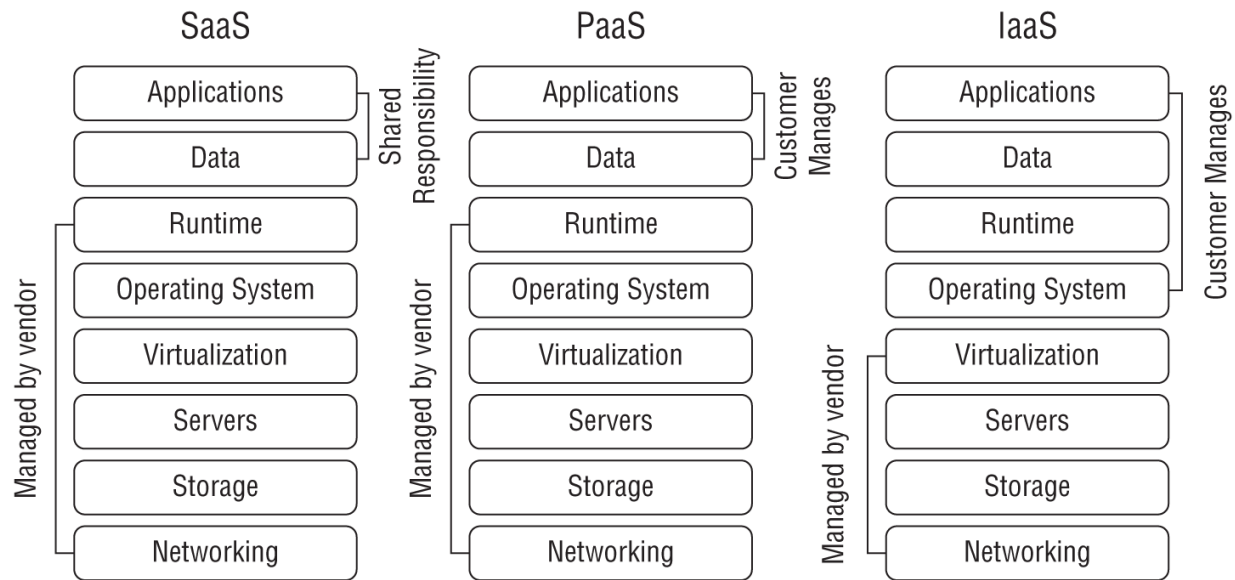 SaaS
Applications
Data
Runtime
Operating System
Virtualization
Servers
Storage
Networking
Shared
Responsibility
Managed by vendor
PaaS
Applications
Data
Runtime
Operating System
Virtualization
Servers
Storage
Networking
Customer
Manages
Managed by vendor
IaaS
Applications
Data
Runtime
Operating System
Virtualization
Servers
Storage
Networking
Customer Manages
Managed by vendor